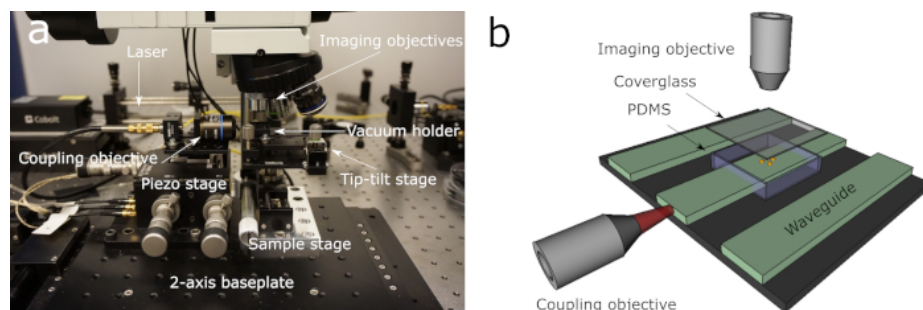 a
Laser
Imaging objectives
Cobolt
Coupling objective
Vacuum holder
Piezo stage
Tip-tilt stage
Sample stage
2-axis baseplate
b
Imaging objective
Coverglass
PDMS
Waveguide
Coupling objective